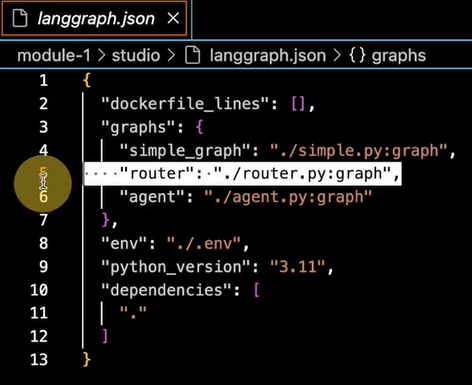 langgraph.json ×
module-1 > studio > langgraph.json > {} graphs
1 {
2 "dockerfile_lines": [],
3 "graphs": {
4 "simple_graph": "./simple.py:graph",
5 "router": "./router.py:graph",
6 "agent": "./agent.py:graph"
7 },
8 "env": "./.env",
9 "python_version": "3.11",
10 "dependencies": [
11 "."
12 ]
13 }